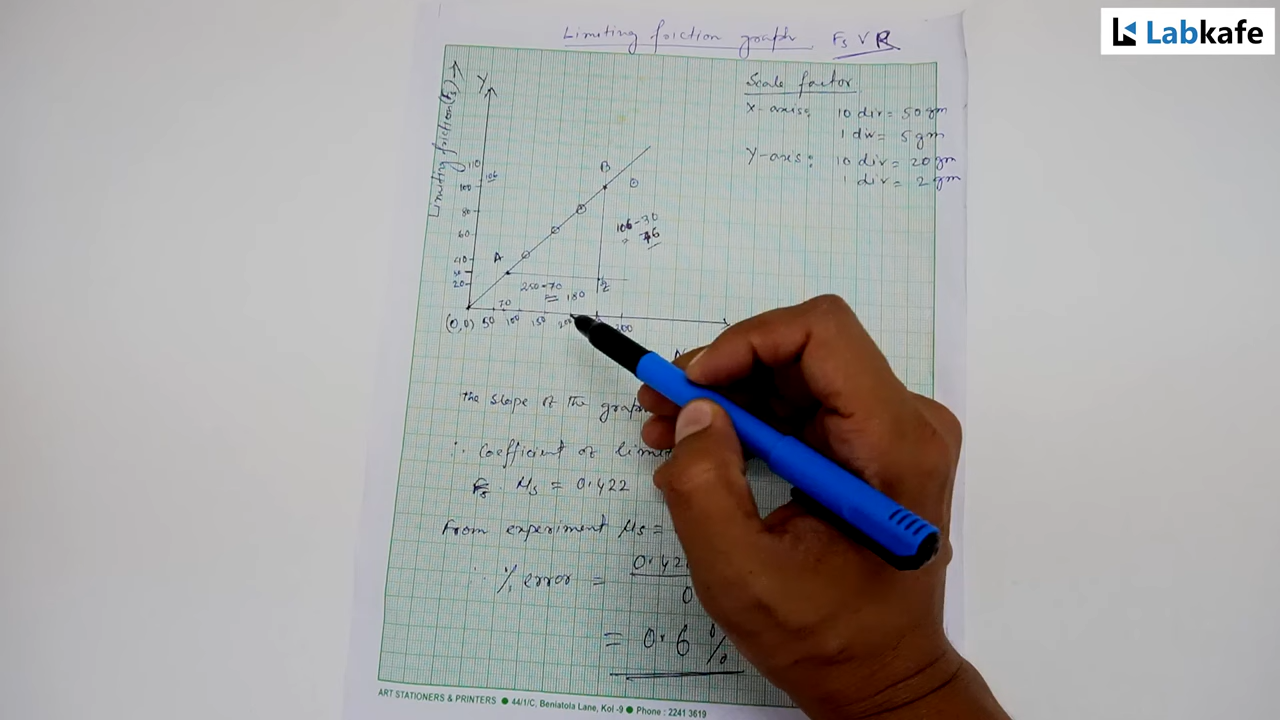 Labkafe
Limiting friction graph Fs V R
Scale factor
X-axis: 10 div = 50 gm
1 div = 5 gm
Y-axis: 10 div = 20 gm
1 div = 2 gm
Limiting friction (Fs) →
Y
110
106
100
80
60
40
30
20
B
A
106-30
= 76
250-70
= 180
70
(0,0) 50 100 150 200
the slope of the graph
∴ Coefficient of
μs = 0.422
From experiment μs =
∴ % error =
= 0.6 %
ART STATIONERS & PRINTERS ● 44/1/C, Beniatola Lane, Kol -9 ● Phone : 2241 3619